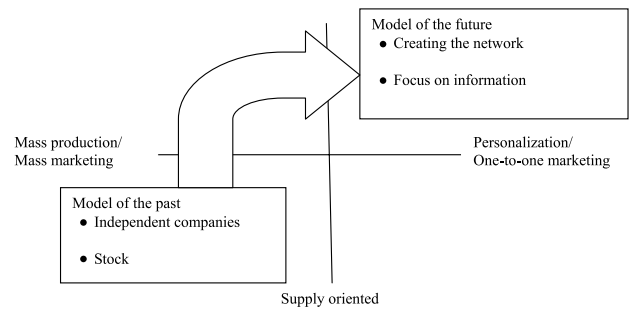 Model of the future
● Creating the network
● Focus on information
Mass production/
Mass marketing
Personalization/
One-to-one marketing
Model of the past
● Independent companies
● Stock
Supply oriented